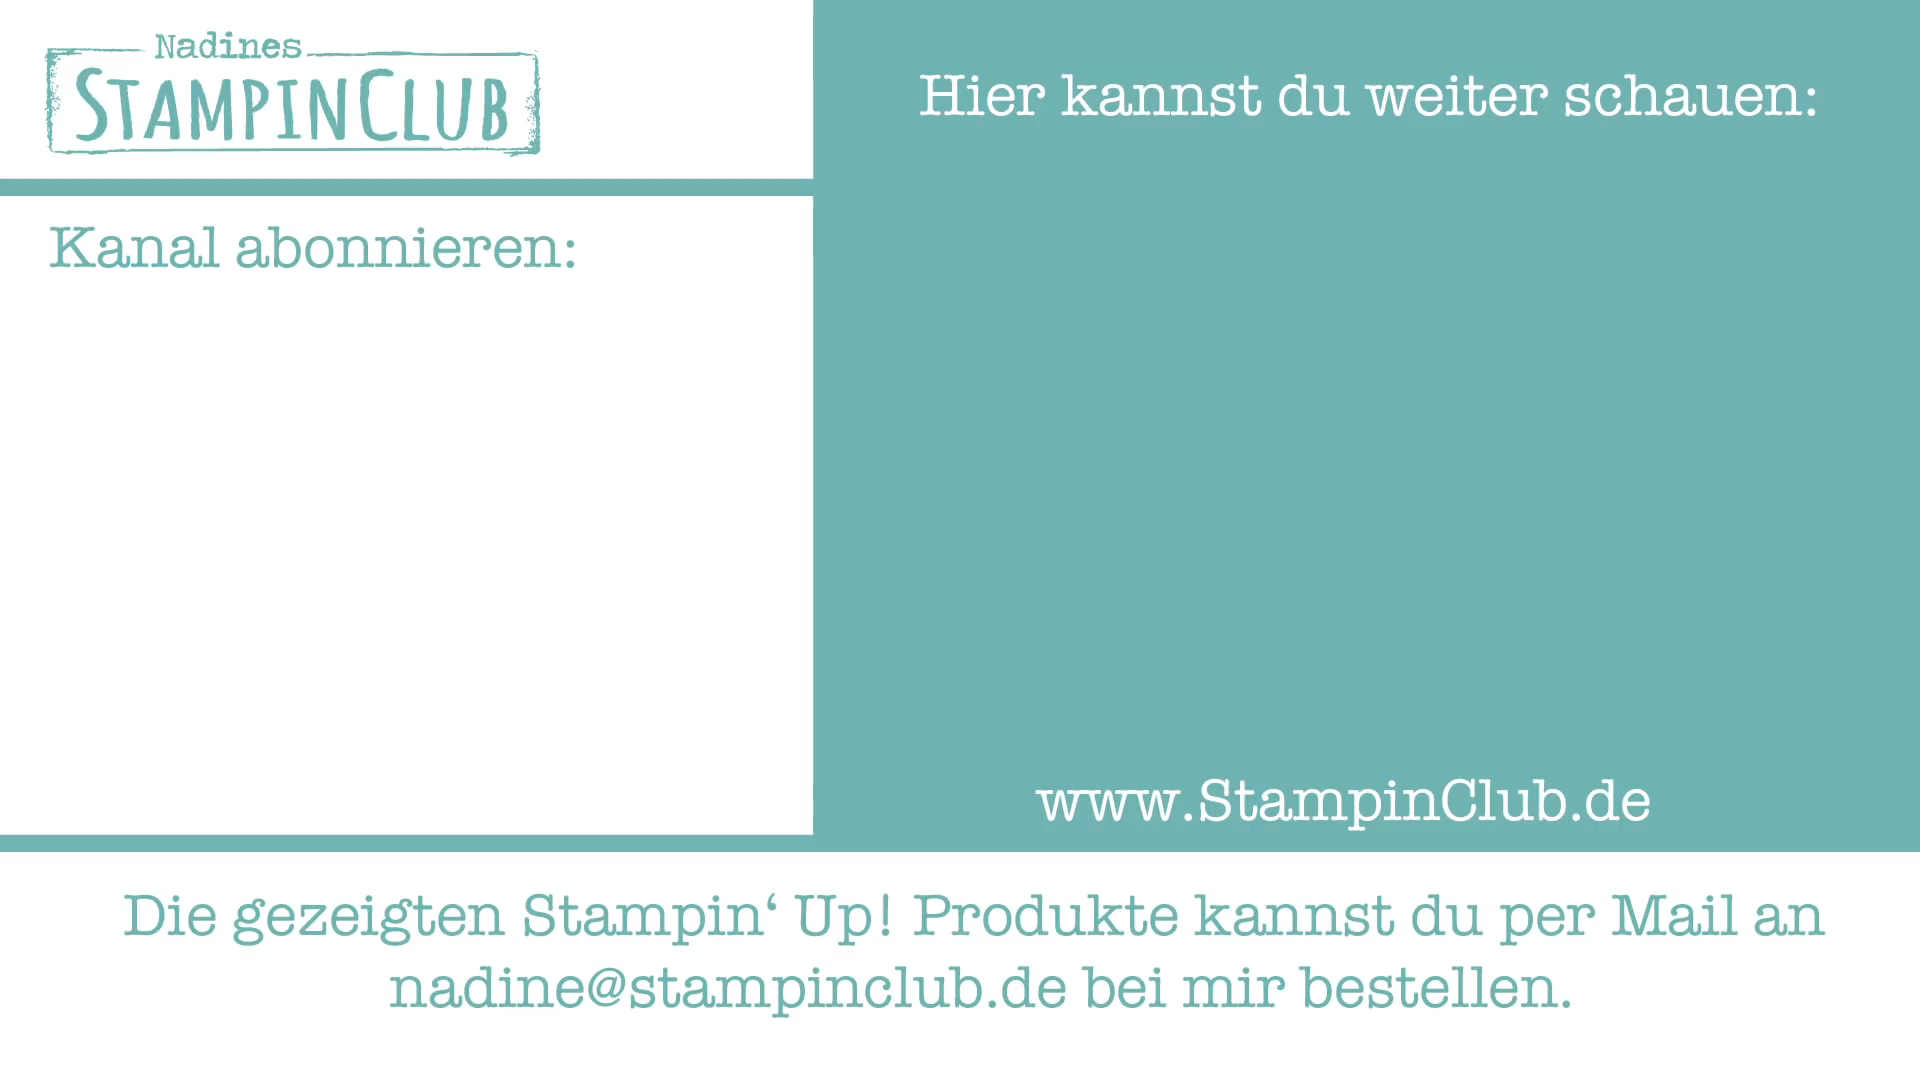 Nadines
StampinClub
Kanal abonnieren:
Hier kannst du weiter schauen:
www.StampinClub.de
Die gezeigten Stampin‘ Up! Produkte kannst du per Mail an
nadine@stampinclub.de bei mir bestellen.